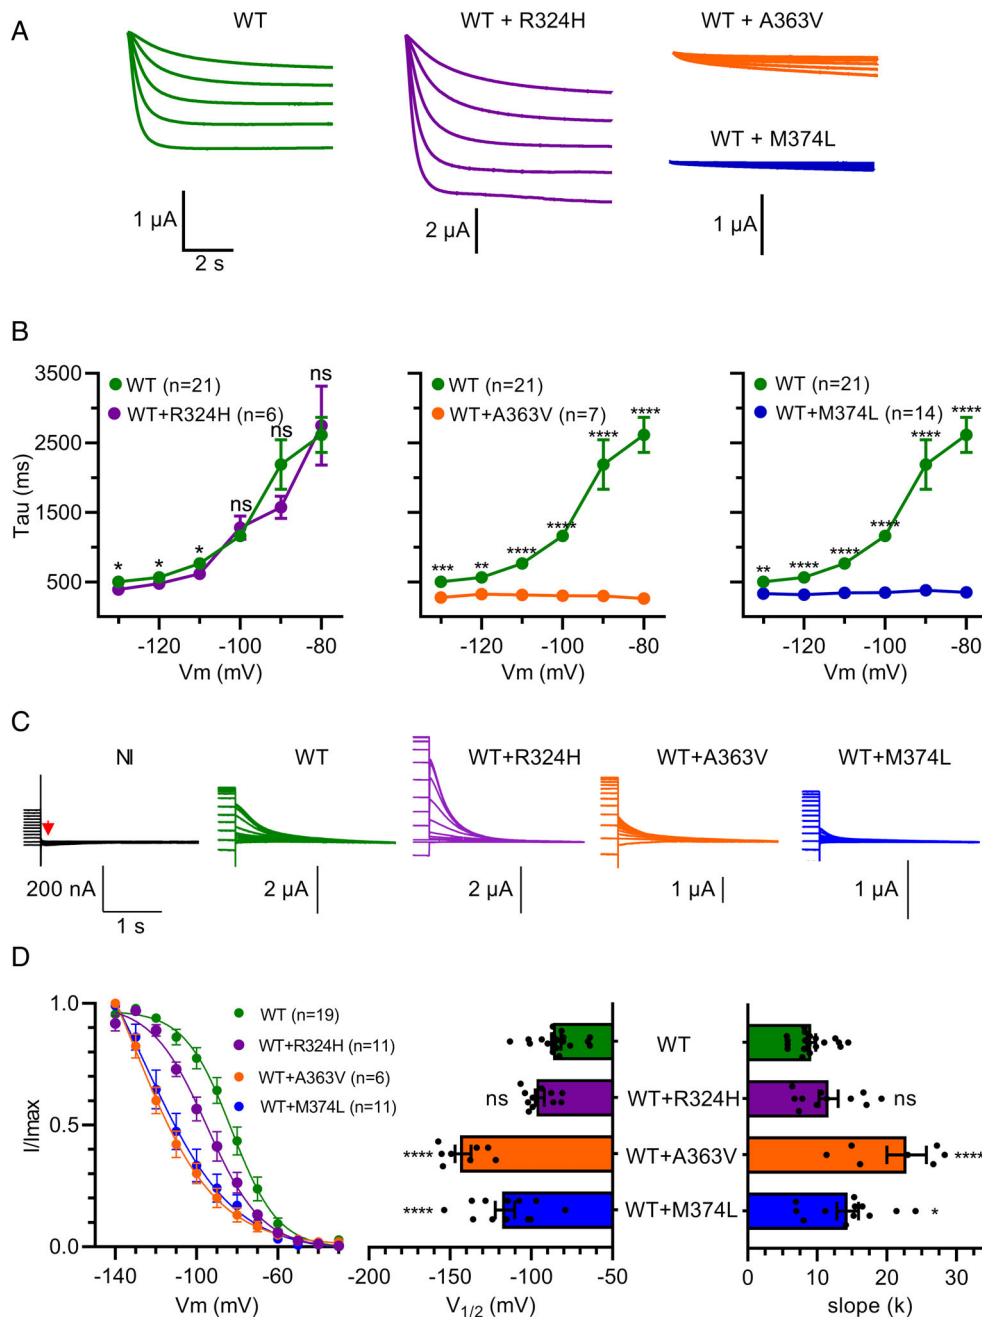 A
WT
WT + R324H
WT + A363V
WT + M374L
1 µA
2 s
2 µA
1 µA
B
3500
2500
1500
500
Tau (ms)
WT (n=21)
WT+R324H (n=6)
* * * ns ns ns
-120 -100 -80
Vm (mV)
WT (n=21)
WT+A363V (n=7)
*** ** **** **** **** ****
-120 -100 -80
Vm (mV)
WT (n=21)
WT+M374L (n=14)
** **** **** **** **** ****
-120 -100 -80
Vm (mV)
C
NI
WT
WT+R324H
WT+A363V
WT+M374L
200 nA
1 s
2 µA
2 µA
1 µA
1 µA
D
1.0
0.5
0.0
I/Imax
WT (n=19)
WT+R324H (n=11)
WT+A363V (n=6)
WT+M374L (n=11)
-140 -100 -60
Vm (mV)
ns
****
****
-200 -150 -100 -50
V1/2 (mV)
WT
WT+R324H
WT+A363V
WT+M374L
ns
****
*
0 10 20 30
slope (k)